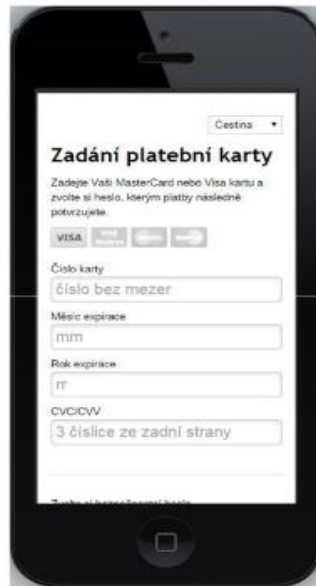 Čestina
Zadání platební karty
Zadejte Vaši MasterCard nebo Visa kartu a
zvolte si heslo, kterým platby následně
potvrzujete.
VISA
Číslo karty
číslo bez mezer
Měsíc expirace
mm
Rok expirace
rr
CVC/CVV
3 číslice ze zadní strany